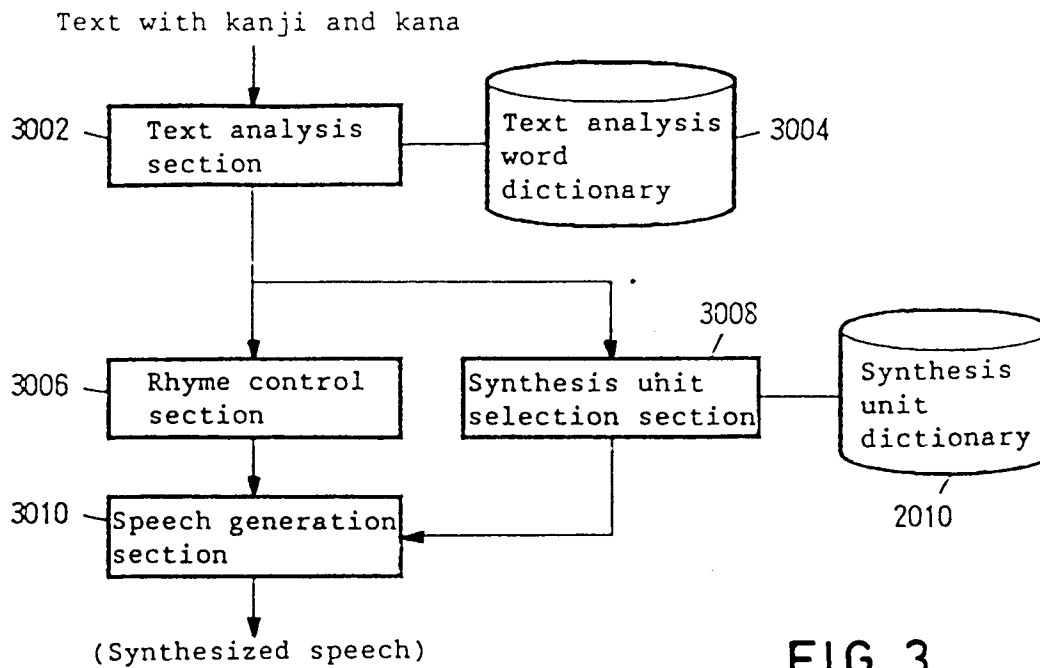 Text with kanji and kana
3002
Text analysis
section
Text analysis
word
dictionary
3004
3008
3006
Rhyme control
section
Synthesis unit
selection section
Synthesis
unit
dictionary
2010
3010
Speech generation
section
(Synthesized speech)
FIG. 3